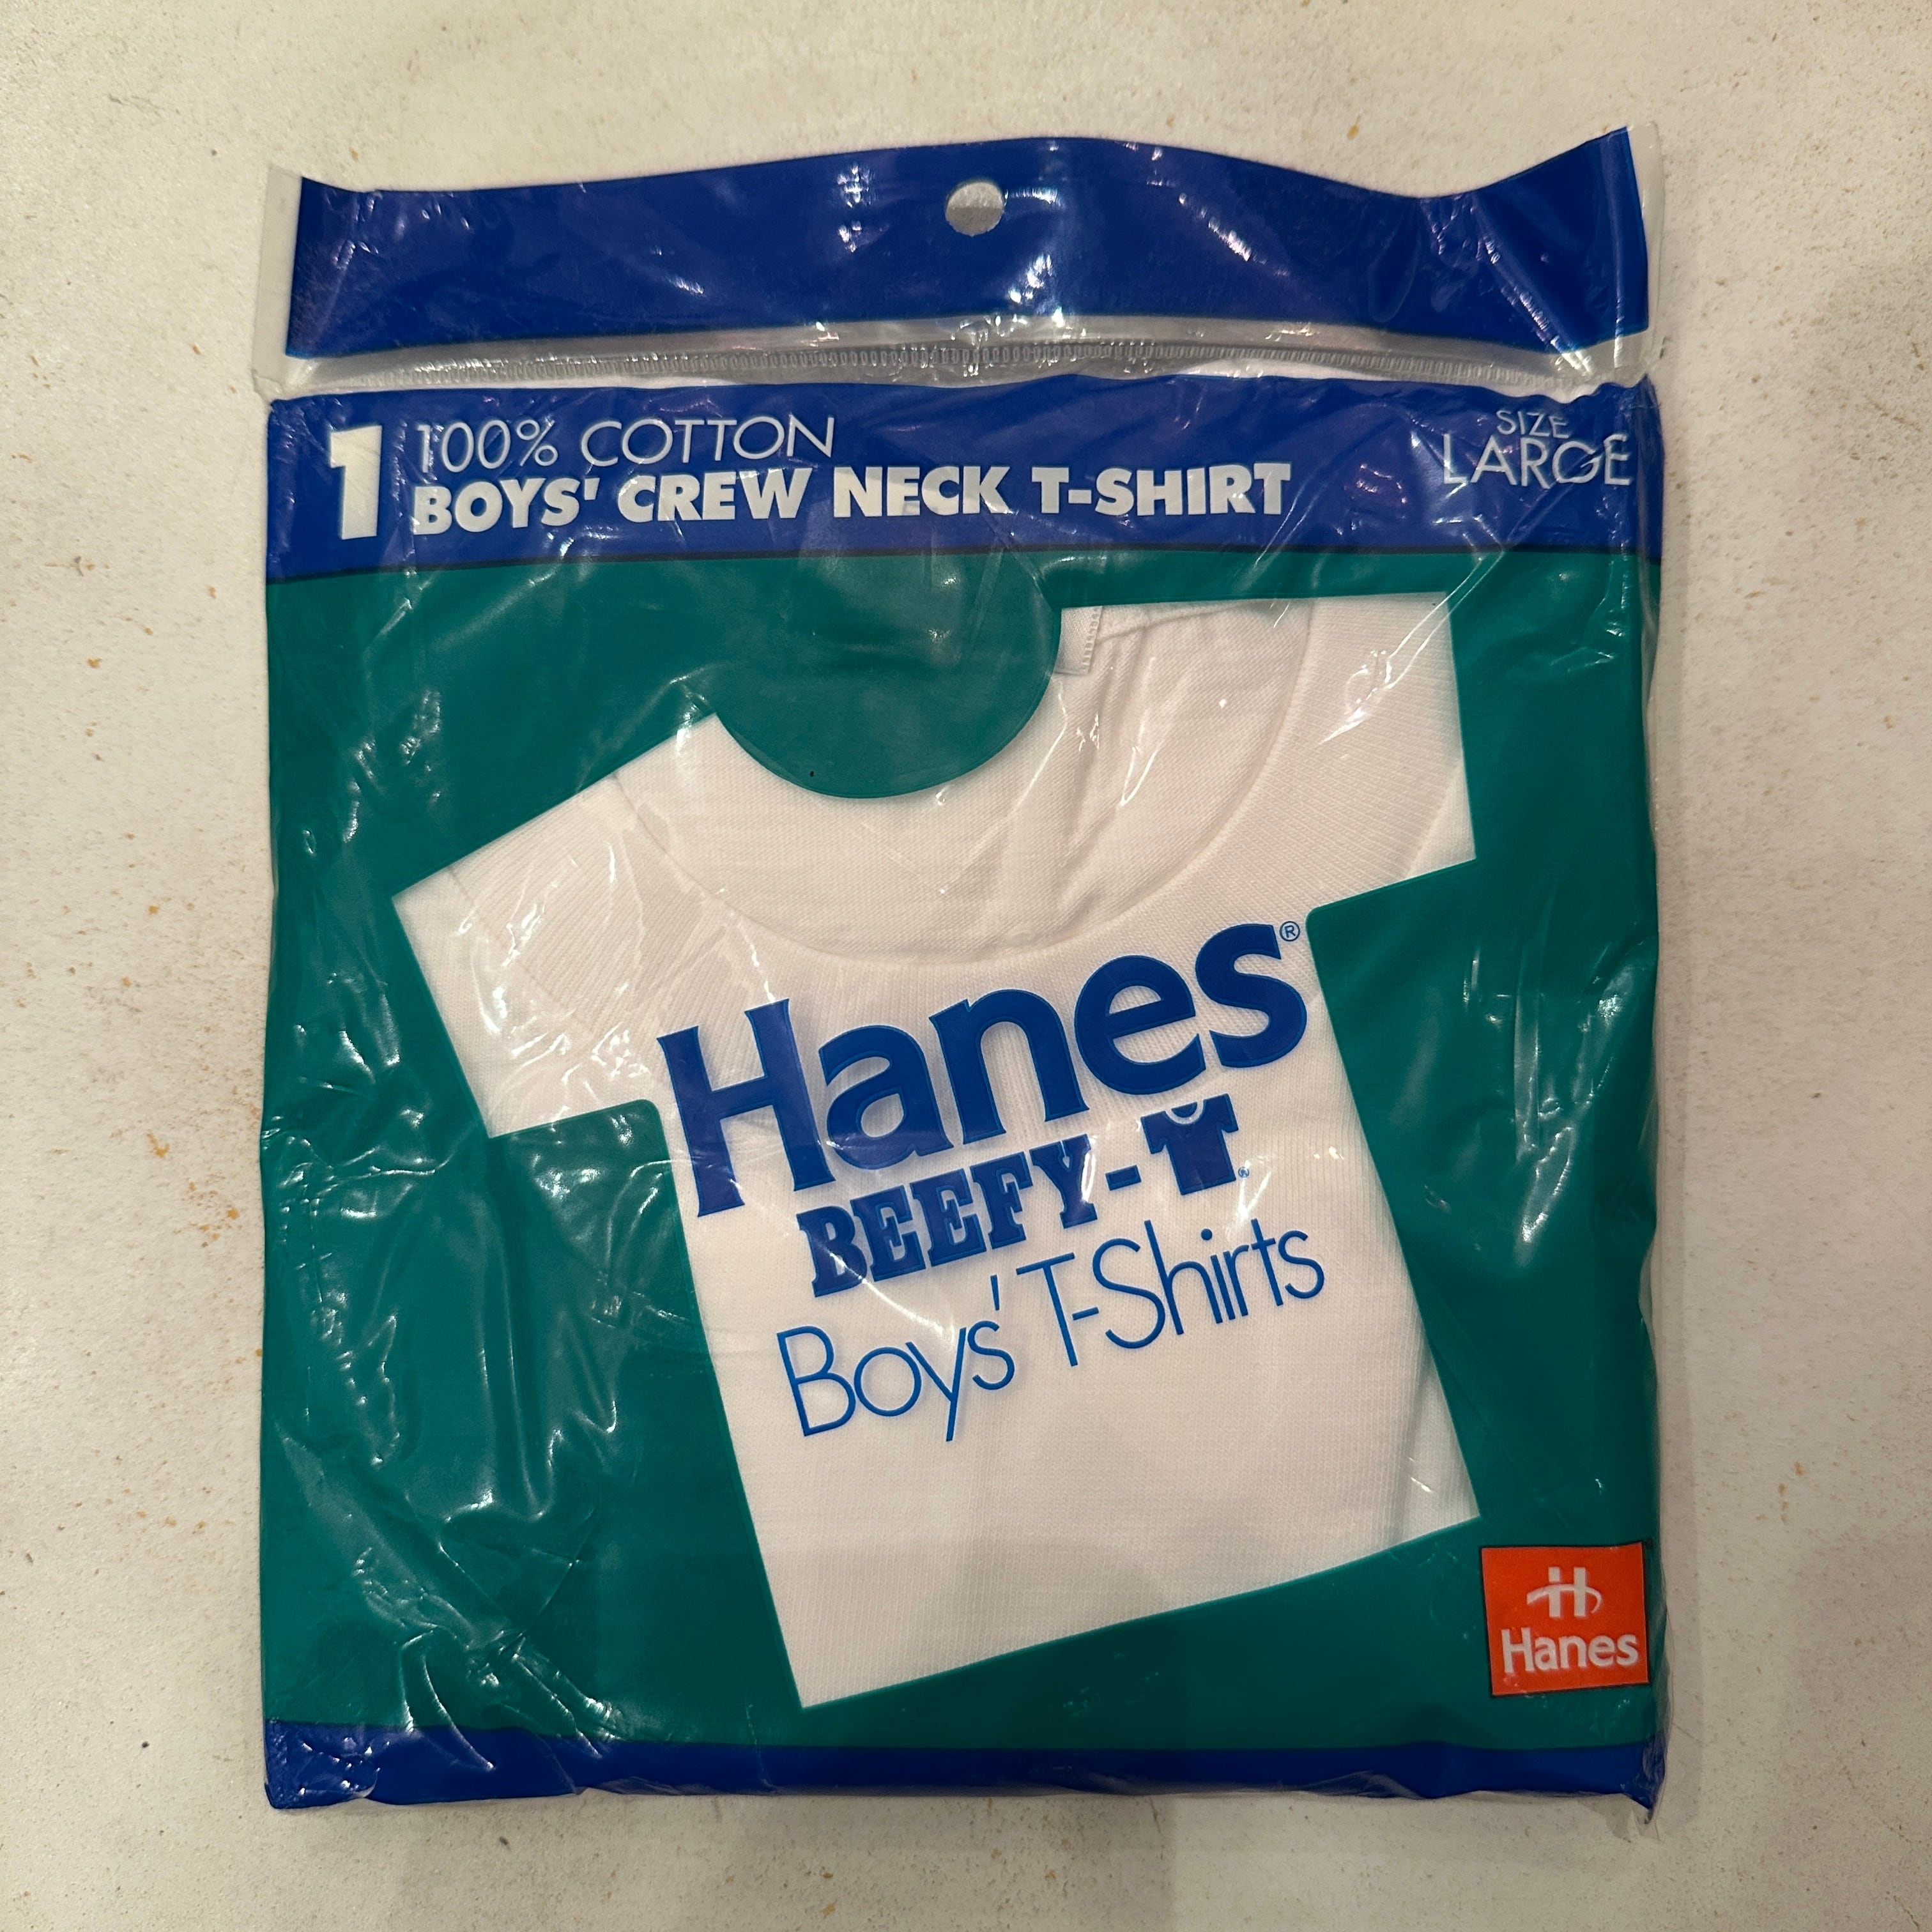 1
100% COTTON
BOYS' CREW NECK T-SHIRT
SIZE
LARGE
Hanes®
BEEFY-T®
Boys' T-Shirts
H
Hanes